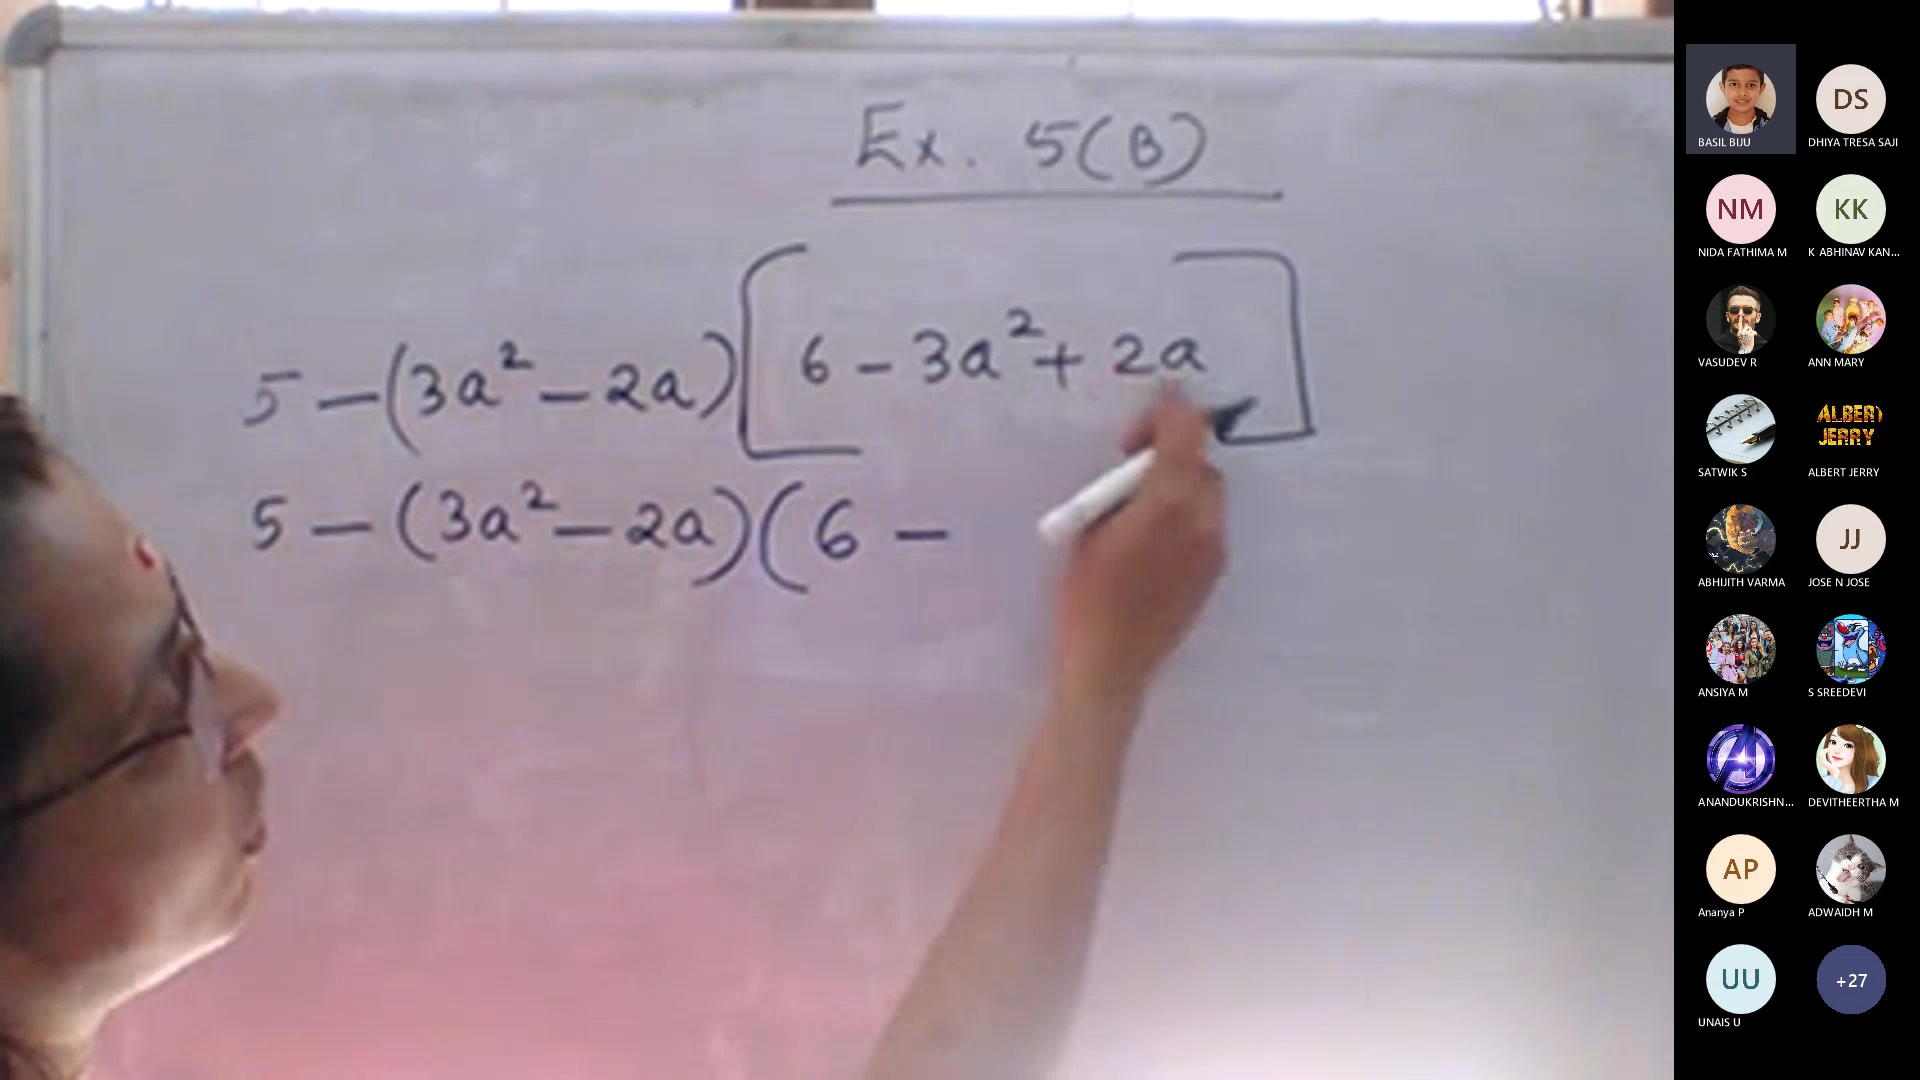 Ex. 5(B)
5 – (3a² – 2a) [6 – 3a² + 2a]
5 – (3a² – 2a) (6 –
BASIL BIJU
DS
DHIYA TRESA SAJI
NM
NIDA FATHIMA M
KK
K ABHINAV KAN...
VASUDEV R
ANN MARY
SATWIK S
ALBERT JERRY
ALBERT JERRY
ABHIJITH VARMA
JJ
JOSE N JOSE
ANSIYA M
S SREEDEVI
ANANDUKRISHN...
DEVITHEERTHA M
AP
Ananya P
ADWAIDH M
UU
UNAIS U
+27